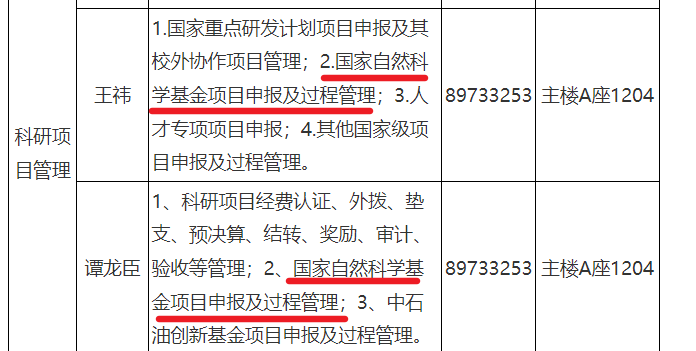 科研项
目管理
王祎
1.国家重点研发计划项目申报及其
校外协作项目管理；2.国家自然科
学基金项目申报及过程管理；3.人
才专项项目申报；4.其他国家级项
目申报及过程管理。
89733253
主楼A座1204
谭龙臣
1、科研项目经费认证、外拨、垫
支、预决算、结转、奖励、审计、
验收等管理；2、国家自然科学基
金项目申报及过程管理；3、中石
油创新基金项目申报及过程管理。
89733253
主楼A座1204